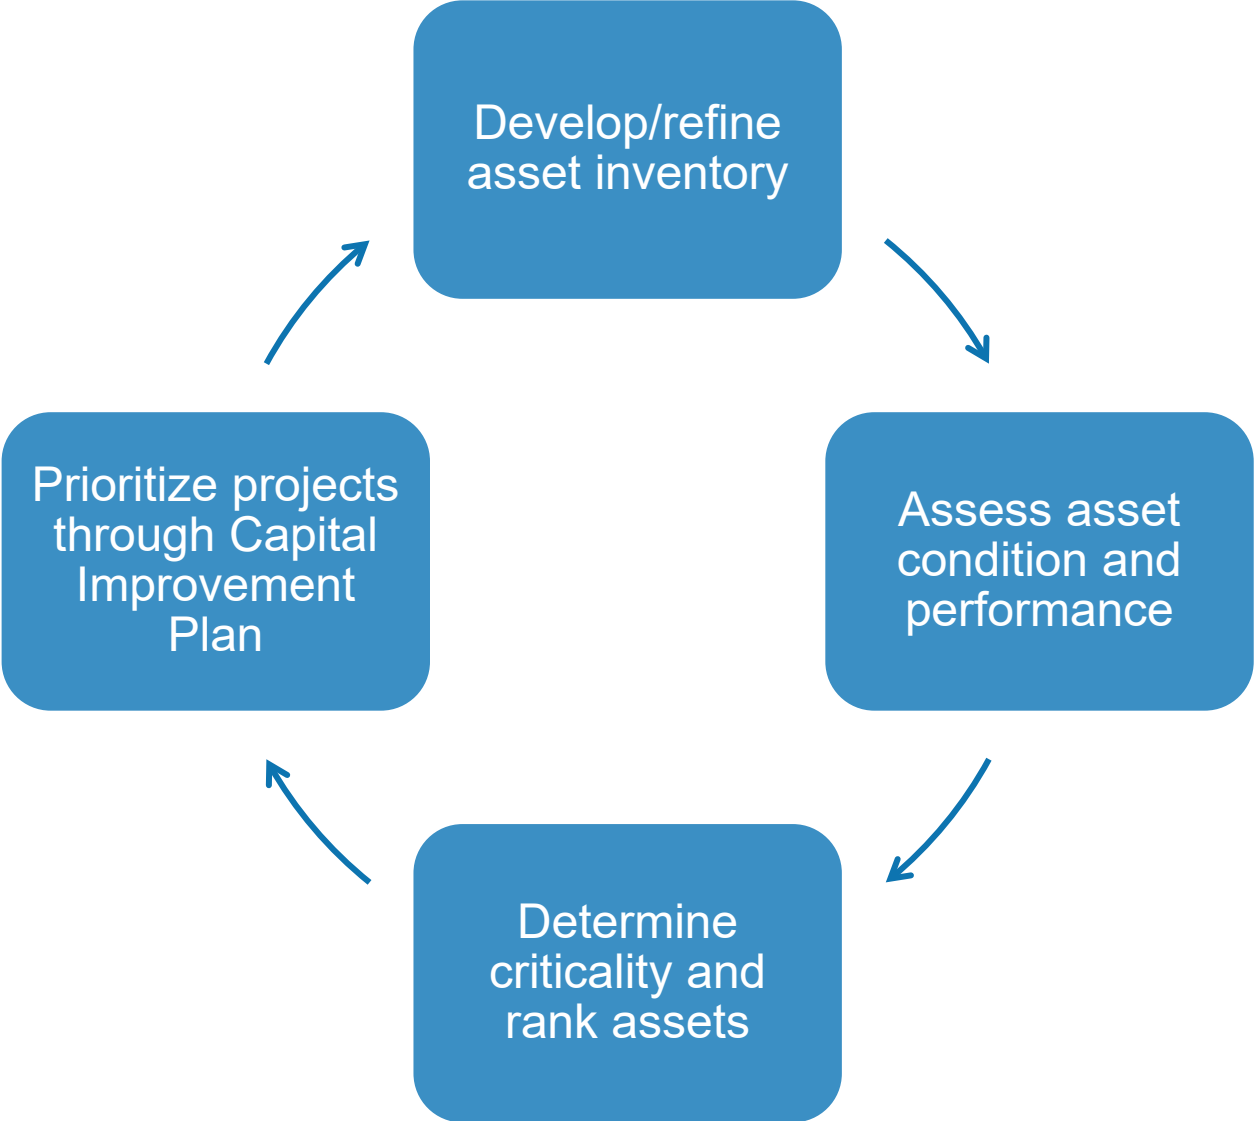 Develop/refine
asset inventory
Prioritize projects
through Capital
Improvement
Plan
Assess asset
condition and
performance
Determine
criticality and
rank assets